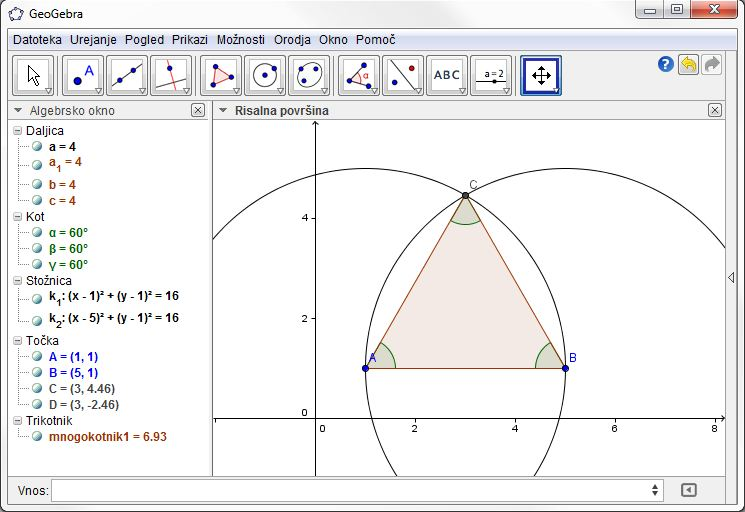 GeoGebra
Datoteka Urejanje Pogled Prikazi Možnosti Orodja Okno Pomoč
A α ABC a = 2 ?
Algebrsko okno
Daljica
a = 4
a₁ = 4
b = 4
c = 4
Kot
α = 60°
β = 60°
γ = 60°
Stožnica
k₁: (x - 1)² + (y - 1)² = 16
k₂: (x - 5)² + (y - 1)² = 16
Točka
A = (1, 1)
B = (5, 1)
C = (3, 4.46)
D = (3, -2.46)
Trikotnik
mnogokotnik1 = 6.93
Risalna površina
C
4
2
A B
0
0 2 4 6 8
Vnos: